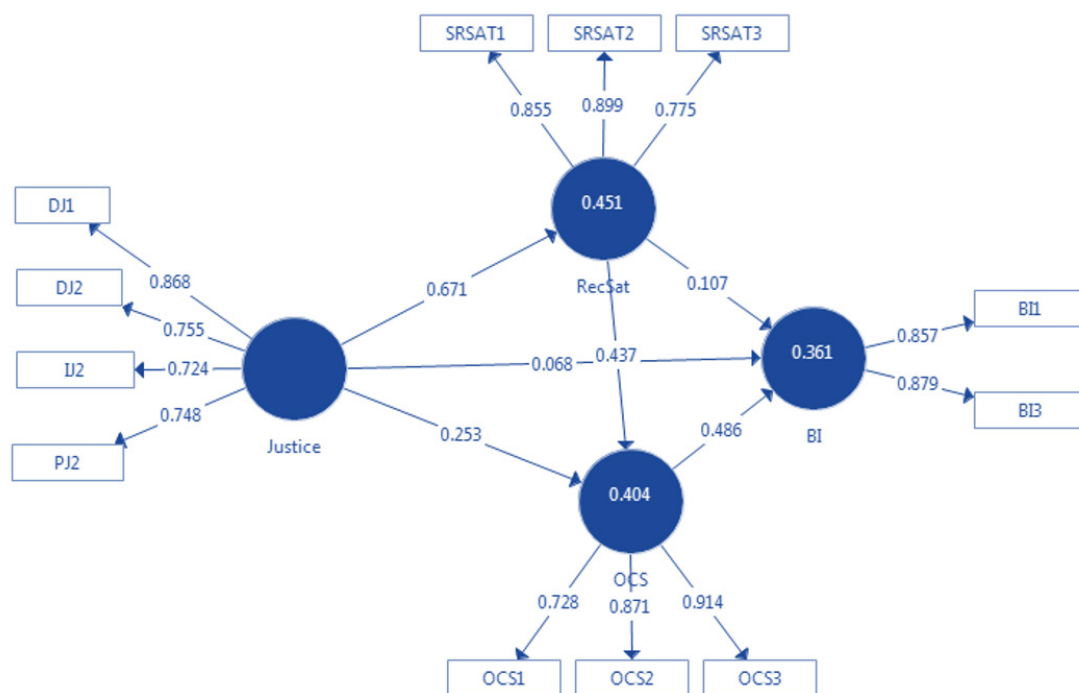 SRSAT1 SRSAT2 SRSAT3
0.855 0.899 0.775
DJ1
0.451
DJ2
0.868
RecSat
0.671
0.107
0.755
BI1
IJ2
0.724
0.068
0.437
0.361
0.857
0.748
0.879
BI3
PJ2
Justice
0.253
0.486
BI
0.404
OCS
0.728 0.871 0.914
OCS1 OCS2 OCS3